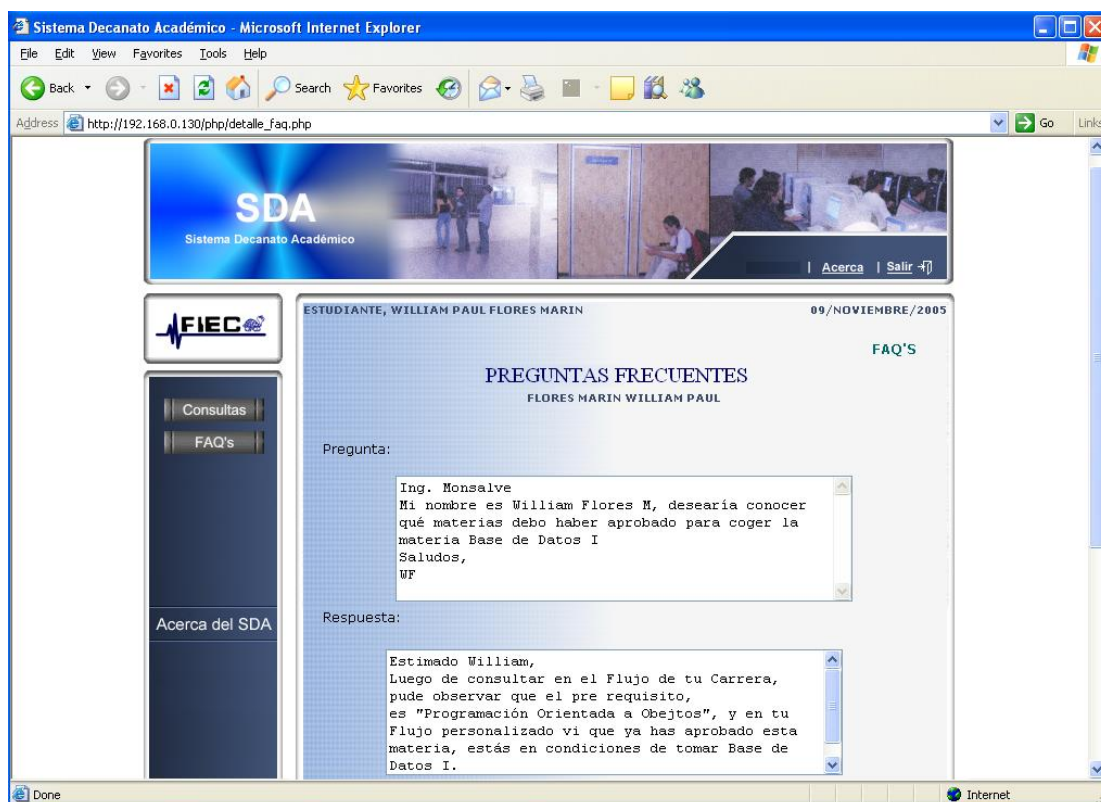 Sistema Decanato Académico - Microsoft Internet Explorer
File Edit View Favorites Tools Help
Back Search Favorites
Address http://192.168.0.130/php/detalle_faq.php Go Links
SDA
Sistema Decanato Académico
| Acerca | Salir
FIEC
ESTUDIANTE, WILLIAM PAUL FLORES MARIN 09/NOVIEMBRE/2005
FAQ'S
PREGUNTAS FRECUENTES
FLORES MARIN WILLIAM PAUL
Consultas
FAQ's
Acerca del SDA
Pregunta:
Ing. Monsalve
Mi nombre es William Flores M, desearía conocer
qué materias debo haber aprobado para coger la
materia Base de Datos I
Saludos,
WF
Respuesta:
Estimado William,
Luego de consultar en el Flujo de tu Carrera,
pude observar que el pre requisito,
es "Programación Orientada a Obejtos", y en tu
Flujo personalizado vi que ya has aprobado esta
materia, estás en condiciones de tomar Base de
Datos I.
Done Internet